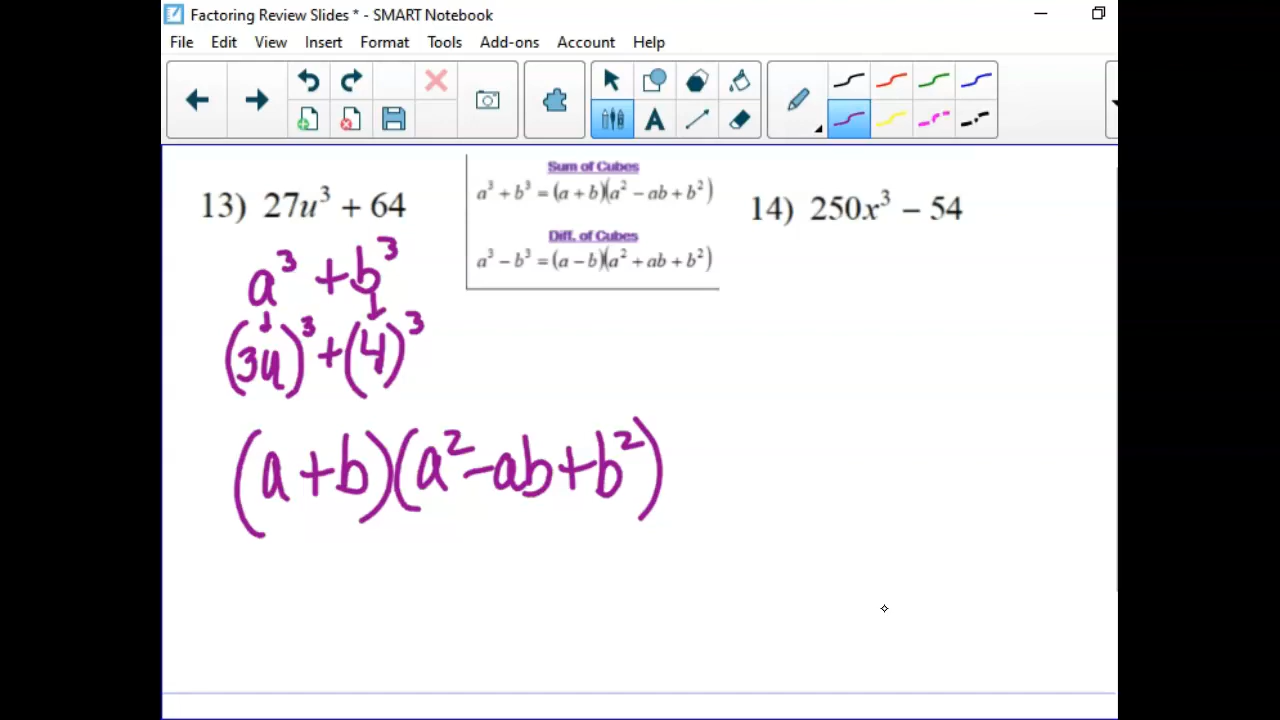 Factoring Review Slides * - SMART Notebook
File Edit View Insert Format Tools Add-ons Account Help
13) 27u³ + 64
a³ + b³
(3u)³ + (4)³
(a + b)(a² - ab + b²)
Sum of Cubes
a³ + b³ = (a + b)(a² − ab + b²)
Diff. of Cubes
a³ − b³ = (a − b)(a² + ab + b²)
14) 250x³ − 54